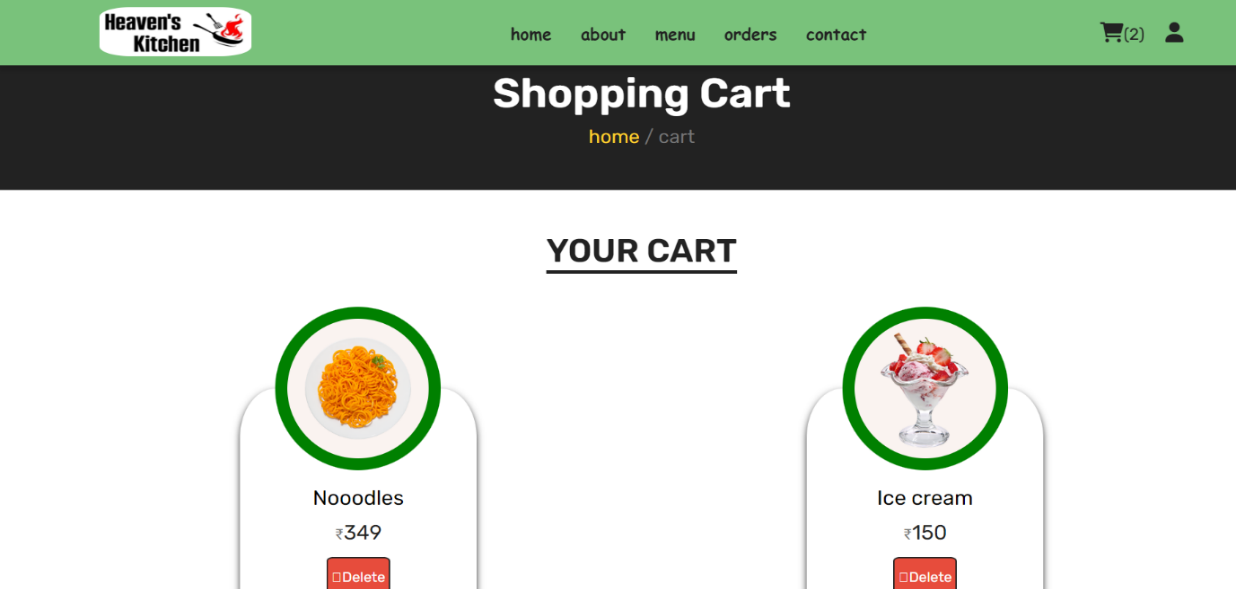 Heaven's
Kitchen
home about menu orders contact (2)
Shopping Cart
home / cart
YOUR CART
Nooodles Ice cream
₹349 ₹150
Delete Delete